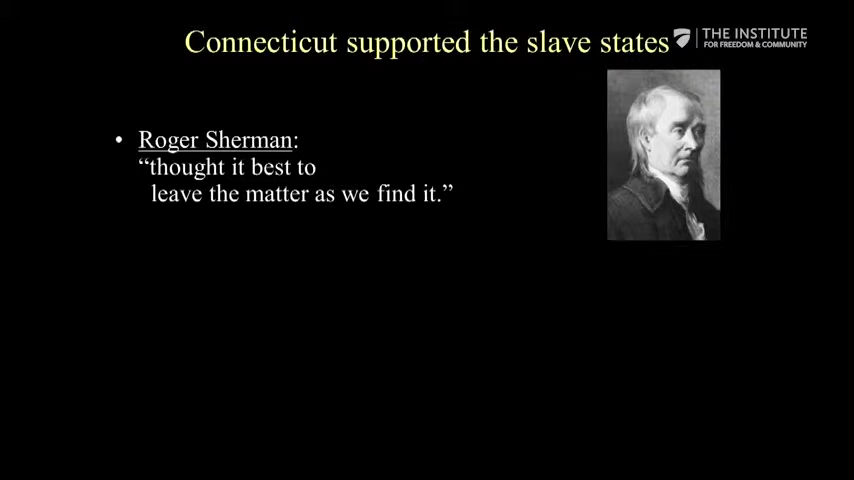 Connecticut supported the slave states
THE INSTITUTE
FOR FREEDOM & COMMUNITY
• Roger Sherman:
“thought it best to
leave the matter as we find it.”